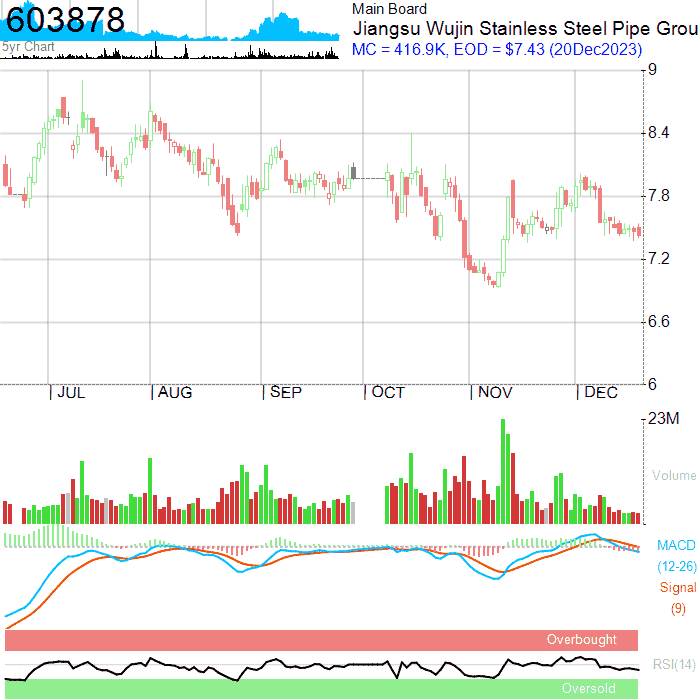 603878
5yr Chart
Main Board
Jiangsu Wujin Stainless Steel Pipe Grou
MC = 416.9K, EOD = $7.43 (20Dec2023)
9
8.4
7.8
7.2
6.6
6
JUL AUG SEP OCT NOV DEC
23M
Volume
MACD
(12-26)
Signal
(9)
Overbought
RSI(14)
Oversold